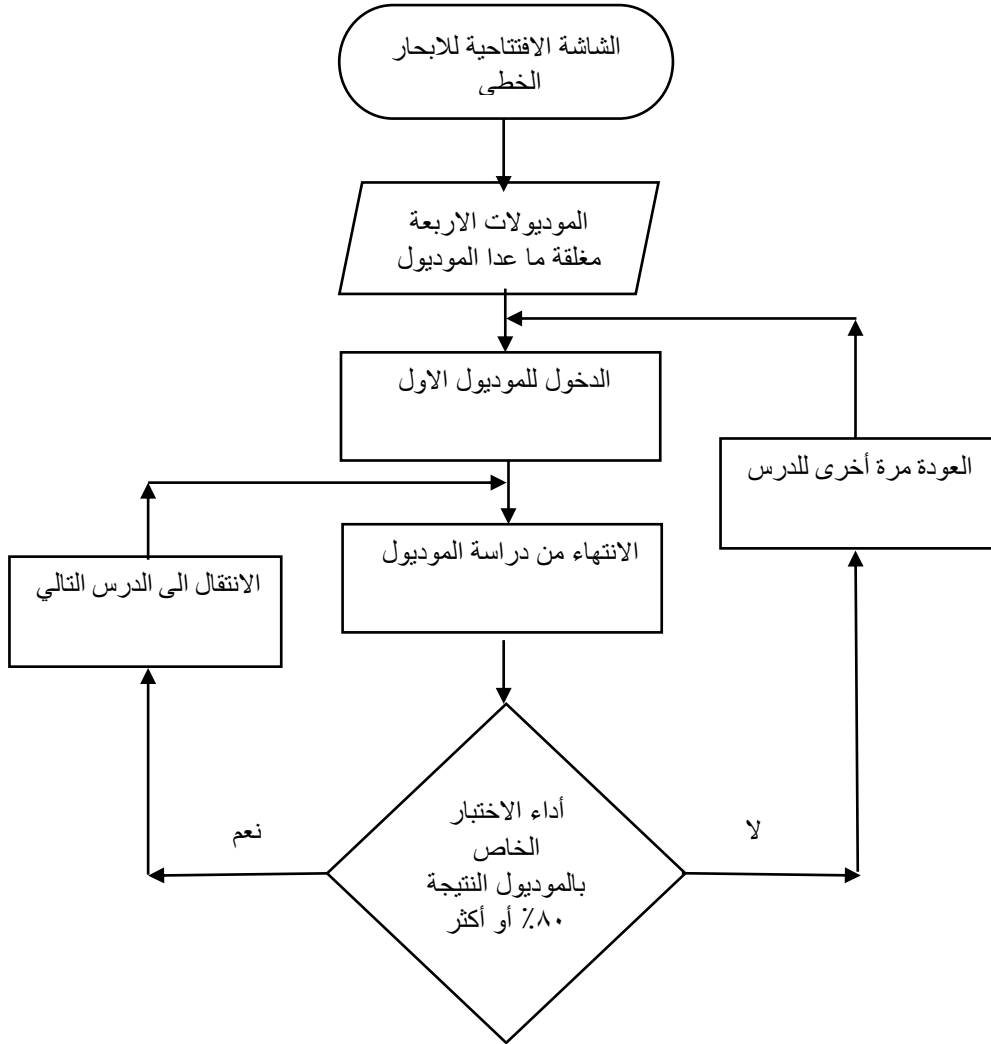 الشاشة الافتتاحية للابحار
الخطى
الموديولات الاربعة
مغلقة ما عدا الموديول
الدخول للموديول الاول
العودة مرة أخرى للدرس
الانتهاء من دراسة الموديول
الانتقال الى الدرس التالي
أداء الاختبار
الخاص
بالموديول النتيجة
٨٠٪ أو أكثر
نعم
لا